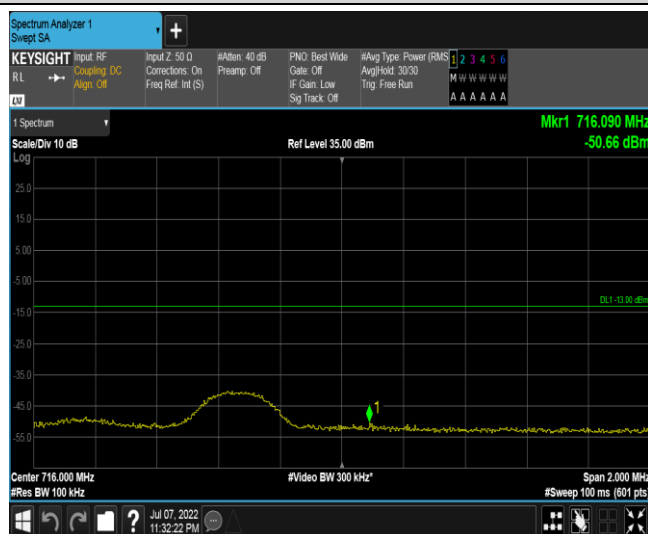 Spectrum Analyzer 1
Swept SA
+
KEYSIGHT Input: RF Input Z: 50 Ω #Atten: 40 dB PNO: Best Wide #Avg Type: Power (RMS 1 2 3 4 5 6
RL Coupling: DC Corrections: On Preamp: Off Gate: Off Avg|Hold: 30/30 M W W W W W
Align: Off Freq Ref: Int (S) IF Gain: Low Trig: Free Run
LXI Sig Track: Off A A A A A A
1 Spectrum Mkr1 716.090 MHz
Scale/Div 10 dB Ref Level 35.00 dBm -50.66 dBm
Log
25.0
15.0
5.00
-5.00
DL1 -13.00 dBm
-15.0
-25.0
-35.0
-45.0
1
-55.0
Center 716.000 MHz #Video BW 300 kHz* Span 2.000 MHz
#Res BW 100 kHz #Sweep 100 ms (601 pts)
? Jul 07, 2022
11:32:22 PM